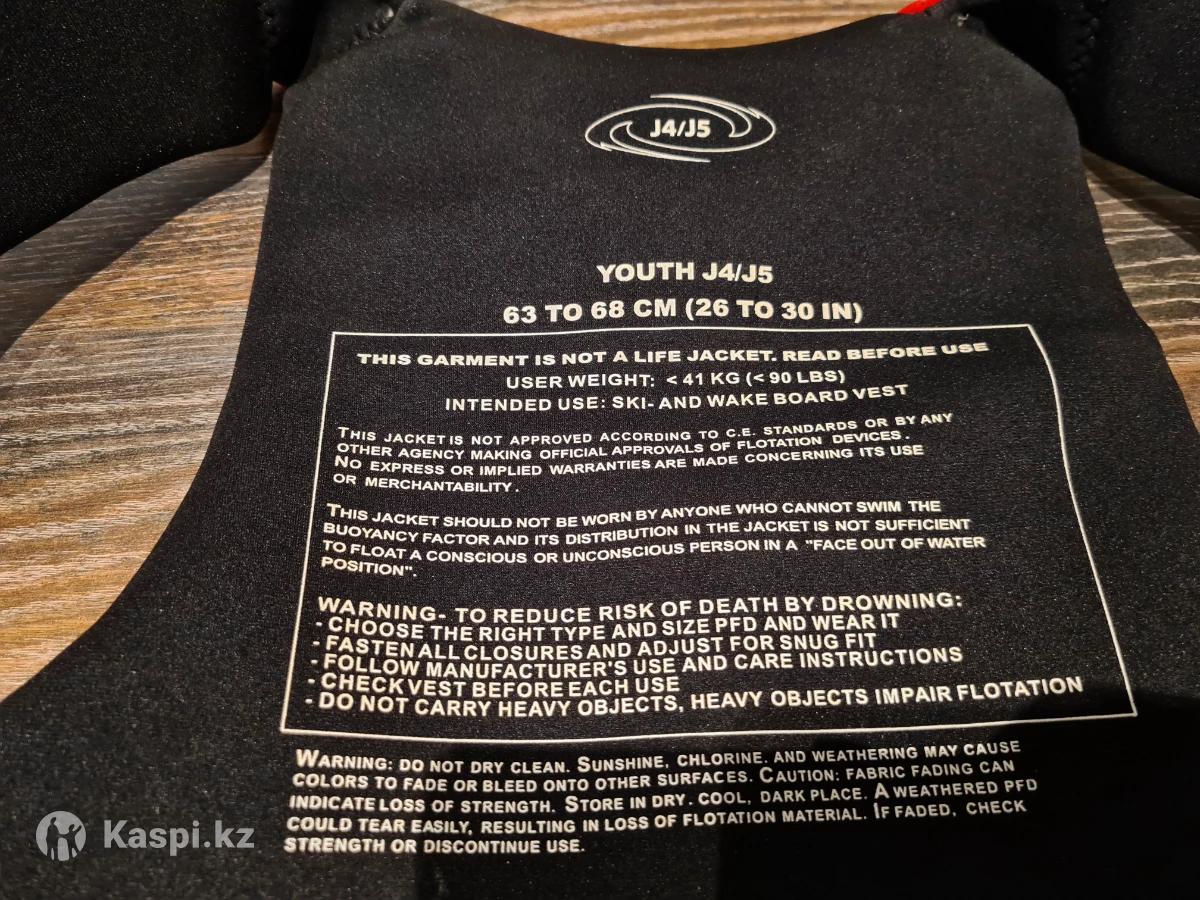 J4/J5
YOUTH J4/J5
63 TO 68 CM (26 TO 30 IN)
THIS GARMENT IS NOT A LIFE JACKET. READ BEFORE USE
USER WEIGHT: < 41 KG (< 90 LBS)
INTENDED USE: SKI- AND WAKE BOARD VEST
THIS JACKET IS NOT APPROVED ACCORDING TO C.E. STANDARDS OR BY ANY
OTHER AGENCY MAKING OFFICIAL APPROVALS OF FLOTATION DEVICES.
NO EXPRESS OR IMPLIED WARRANTIES ARE MADE CONCERNING ITS USE
OR MERCHANTABILITY.
THIS JACKET SHOULD NOT BE WORN BY ANYONE WHO CANNOT SWIM THE
BUOYANCY FACTOR AND ITS DISTRIBUTION IN THE JACKET IS NOT SUFFICIENT
TO FLOAT A CONSCIOUS OR UNCONSCIOUS PERSON IN A "FACE OUT OF WATER
POSITION".
WARNING- TO REDUCE RISK OF DEATH BY DROWNING:
- CHOOSE THE RIGHT TYPE AND SIZE PFD AND WEAR IT
- FASTEN ALL CLOSURES AND ADJUST FOR SNUG FIT
- FOLLOW MANUFACTURER'S USE AND CARE INSTRUCTIONS
- CHECK VEST BEFORE EACH USE
- DO NOT CARRY HEAVY OBJECTS, HEAVY OBJECTS IMPAIR FLOTATION
WARNING: DO NOT DRY CLEAN. SUNSHINE, CHLORINE. AND WEATHERING MAY CAUSE
COLORS TO FADE OR BLEED ONTO OTHER SURFACES. CAUTION: FABRIC FADING CAN
INDICATE LOSS OF STRENGTH. STORE IN DRY. COOL, DARK PLACE. A WEATHERED PFD
COULD TEAR EASILY, RESULTING IN LOSS OF FLOTATION MATERIAL. IF FADED, CHECK
STRENGTH OR DISCONTINUE USE.
Kaspi.kz